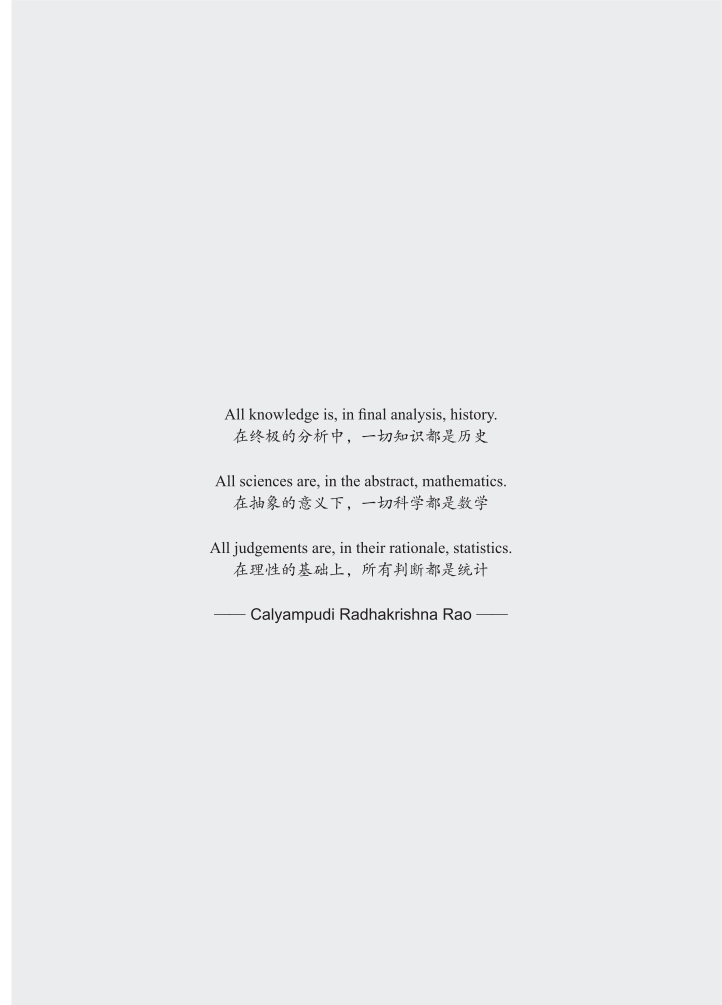 All knowledge is, in final analysis, history.
在终极的分析中，一切知识都是历史
All sciences are, in the abstract, mathematics.
在抽象的意义下，一切科学都是数学
All judgements are, in their rationale, statistics.
在理性的基础上，所有判断都是统计
—— Calyampudi Radhakrishna Rao ——